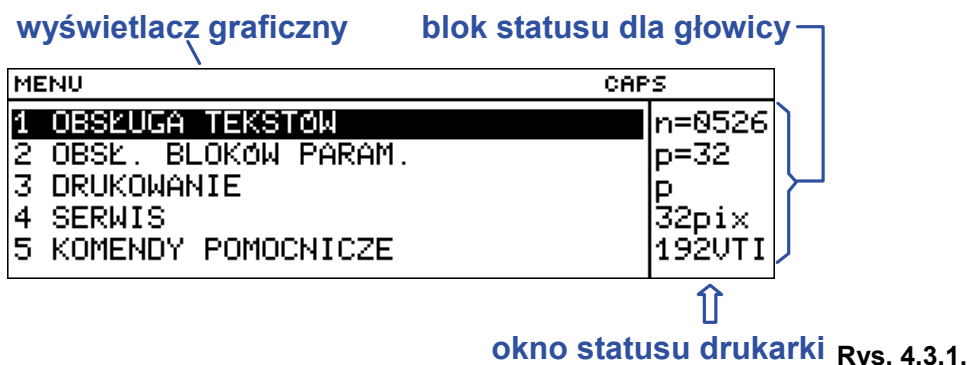 wyświetlacz graficzny blok statusu dla głowicy
MENU CAPS
1 OBSŁUGA TEKSTÓW n=0526
2 OBSŁ. BLOKÓW PARAM. p=32
3 DRUKOWANIE p
4 SERWIS 32pix
5 KOMENDY POMOCNICZE 192VTI
okno statusu drukarki Rys. 4.3.1.